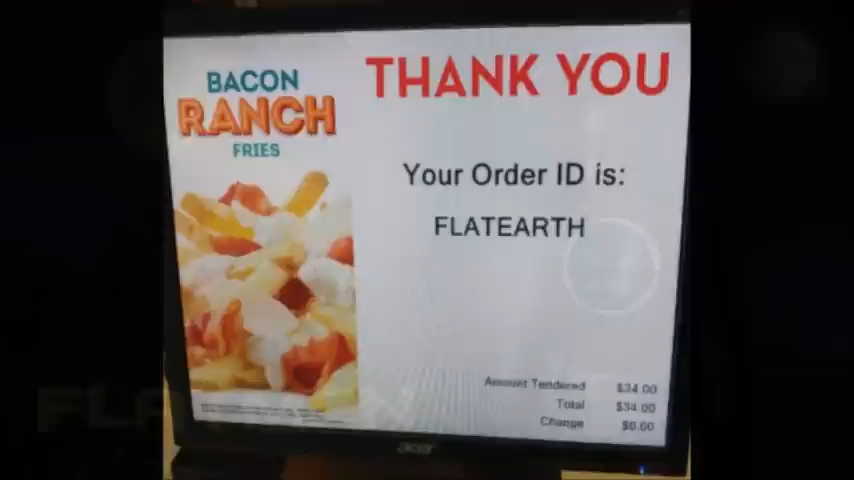 BACON
RANCH
FRIES
THANK YOU
Your Order ID is:
FLATEARTH
Amount Tendered $34.00
Total $34.00
Change $0.00
acer